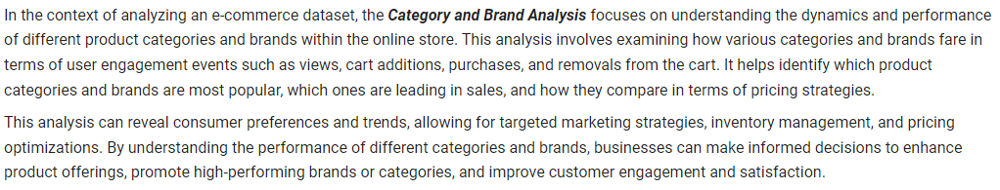 In the context of analyzing an e-commerce dataset, the Category and Brand Analysis focuses on understanding the dynamics and performance
of different product categories and brands within the online store. This analysis involves examining how various categories and brands fare in
terms of user engagement events such as views, cart additions, purchases, and removals from the cart. It helps identify which product
categories and brands are most popular, which ones are leading in sales, and how they compare in terms of pricing strategies.
This analysis can reveal consumer preferences and trends, allowing for targeted marketing strategies, inventory management, and pricing
optimizations. By understanding the performance of different categories and brands, businesses can make informed decisions to enhance
product offerings, promote high-performing brands or categories, and improve customer engagement and satisfaction.